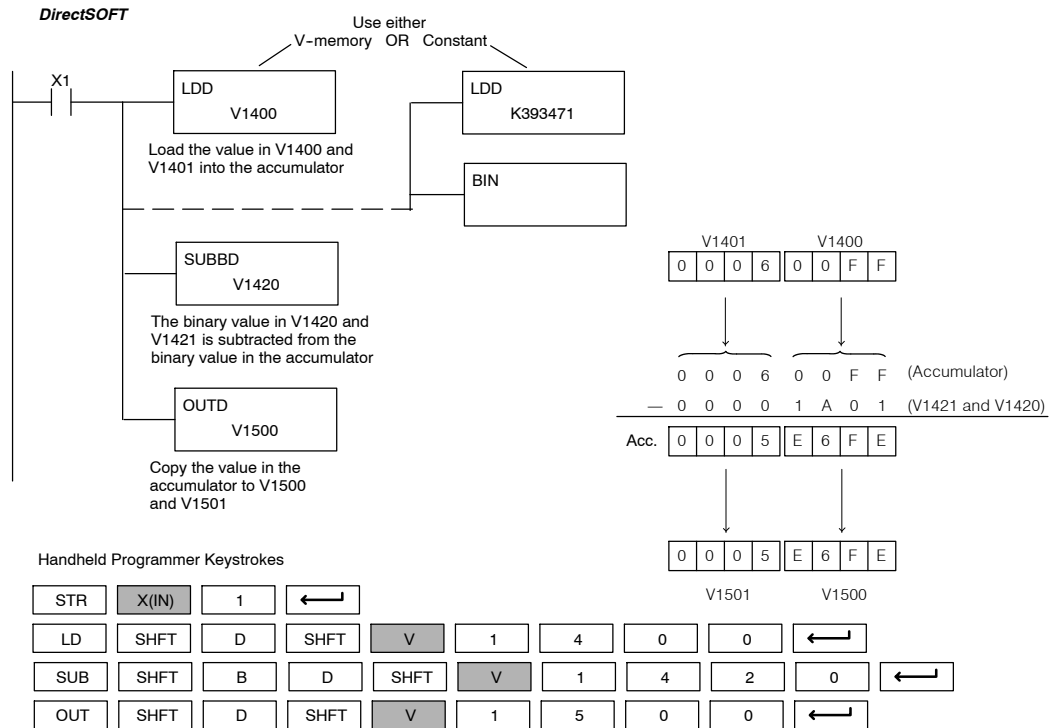 DirectSOFT
Use either
V-memory OR Constant
X1
LDD
V1400
LDD
K393471
Load the value in V1400 and
V1401 into the accumulator
BIN
SUBBD
V1420
The binary value in V1420 and
V1421 is subtracted from the
binary value in the accumulator
OUTD
V1500
Copy the value in the
accumulator to V1500
and V1501
V1401 V1400
0 0 0 6 0 0 F F
0 0 0 6 0 0 F F (Accumulator)
— 0 0 0 0 1 A 0 1 (V1421 and V1420)
Acc. 0 0 0 5 E 6 F E
0 0 0 5 E 6 F E
V1501 V1500
Handheld Programmer Keystrokes
STR X(IN) 1
LD SHFT D SHFT V 1 4 0 0
SUB SHFT B D SHFT V 1 4 2 0
OUT SHFT D SHFT V 1 5 0 0